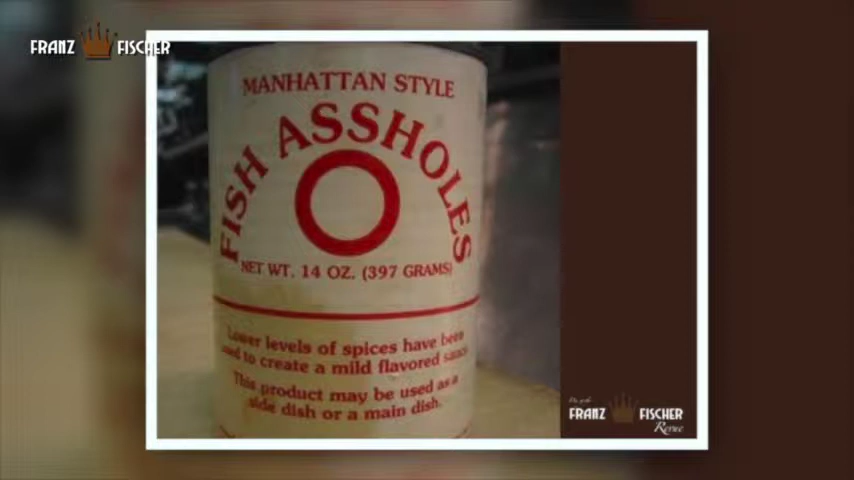 FRANZ FISCHER
MANHATTAN STYLE
FISH ASSHOLES
NET WT. 14 OZ. (397 GRAMS)
Lower levels of spices have been
used to create a mild flavored sauce
This product may be used as a
side dish or a main dish.
FRANZ FISCHER
Revue